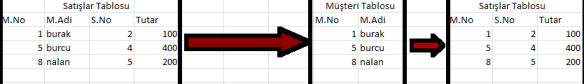 Satışlar Tablosu
M.No M.Adi S.No Tutar
1 burak 2 100
5 burcu 4 400
8 nalan 5 200
Müşteri Tablosu
M.No M.Adi
1 burak
5 burcu
8 nalan
Satışlar Tablosu
M.No S.No Tutar
1 2 100
5 4 400
8 5 200